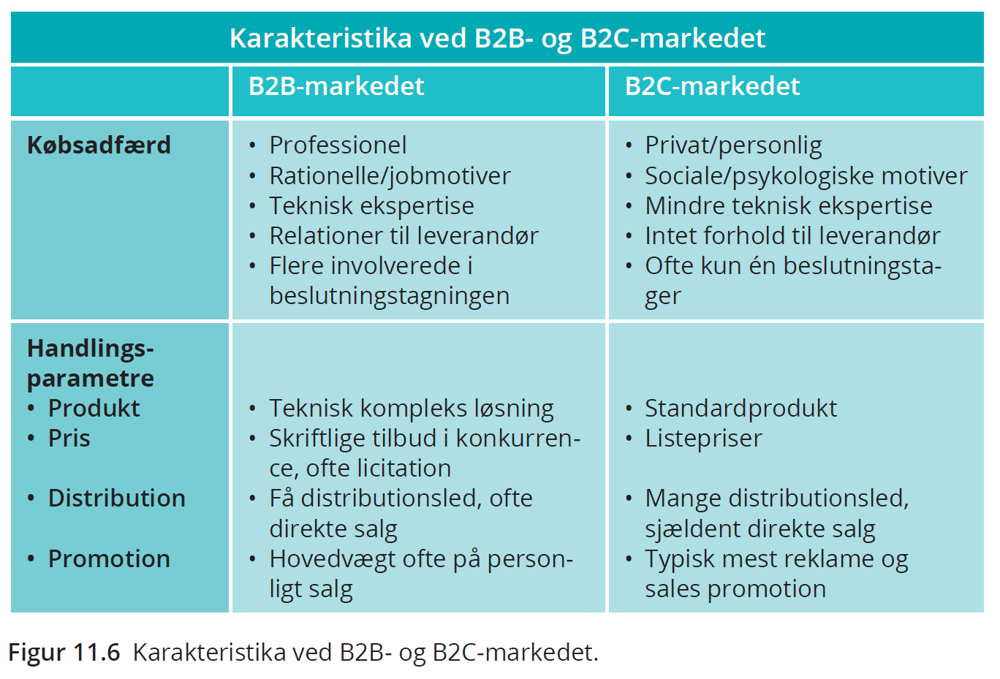 Karakteristika ved B2B- og B2C-markedet
B2B-markedet
B2C-markedet
Købsadfærd
• Professionel
• Rationelle/jobmotiver
• Teknisk ekspertise
• Relationer til leverandør
• Flere involverede i
beslutningstagningen
• Privat/personlig
• Sociale/psykologiske motiver
• Mindre teknisk ekspertise
• Intet forhold til leverandør
• Ofte kun én beslutningsta-
ger
Handlings-
parametre
• Produkt
• Pris
• Distribution
• Promotion
• Teknisk kompleks løsning
• Skriftlige tilbud i konkurren-
ce, ofte licitation
• Få distributionsled, ofte
direkte salg
• Hovedvægt ofte på person-
ligt salg
• Standardprodukt
• Listepriser
• Mange distributionsled,
sjældent direkte salg
• Typisk mest reklame og
sales promotion
Figur 11.6 Karakteristika ved B2B- og B2C-markedet.